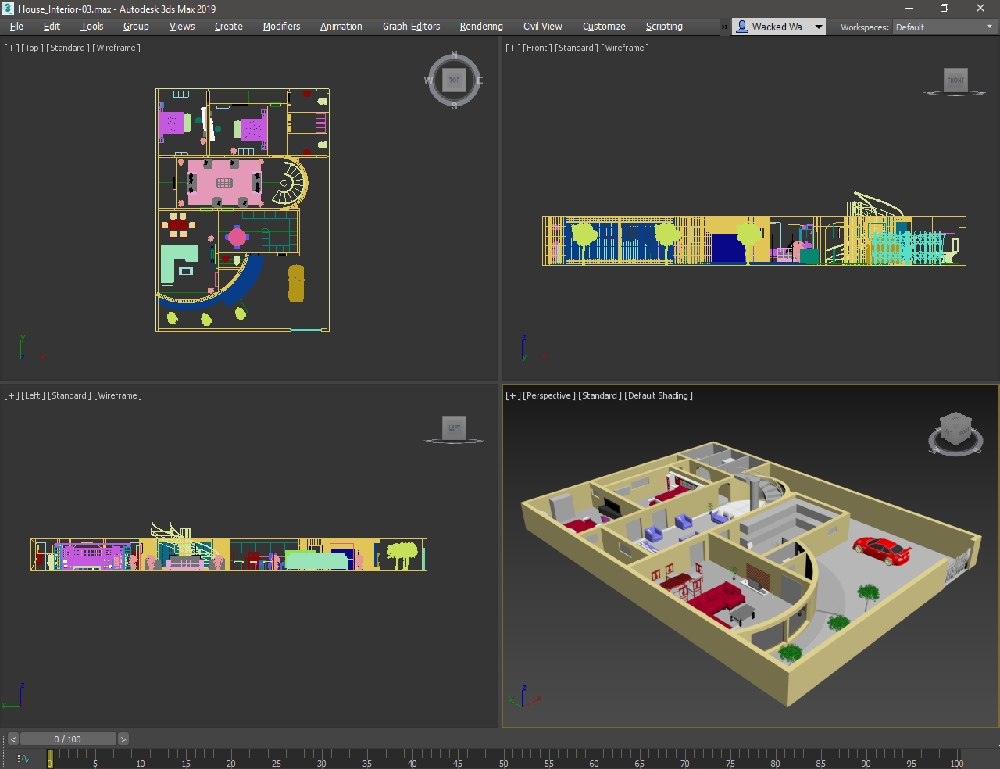 House_Interior-03.max - Autodesk 3ds Max 2019
File Edit Tools Group Views Create Modifiers Animation Graph Editors Rendering Civil View Customize Scripting » Wacked Wa Workspaces: Default
[+] [Top] [Standard] [Wireframe]
[+] [Front] [Standard] [Wireframe]
N
W TOP E
S
FRONT
[+] [Left] [Standard] [Wireframe]
[+] [Perspective] [Standard] [Default Shading]
LEFT
< 0 / 100 >
0 5 10 15 20 25 30 35 40 45 50 55 60 65 70 75 80 85 90 95 100